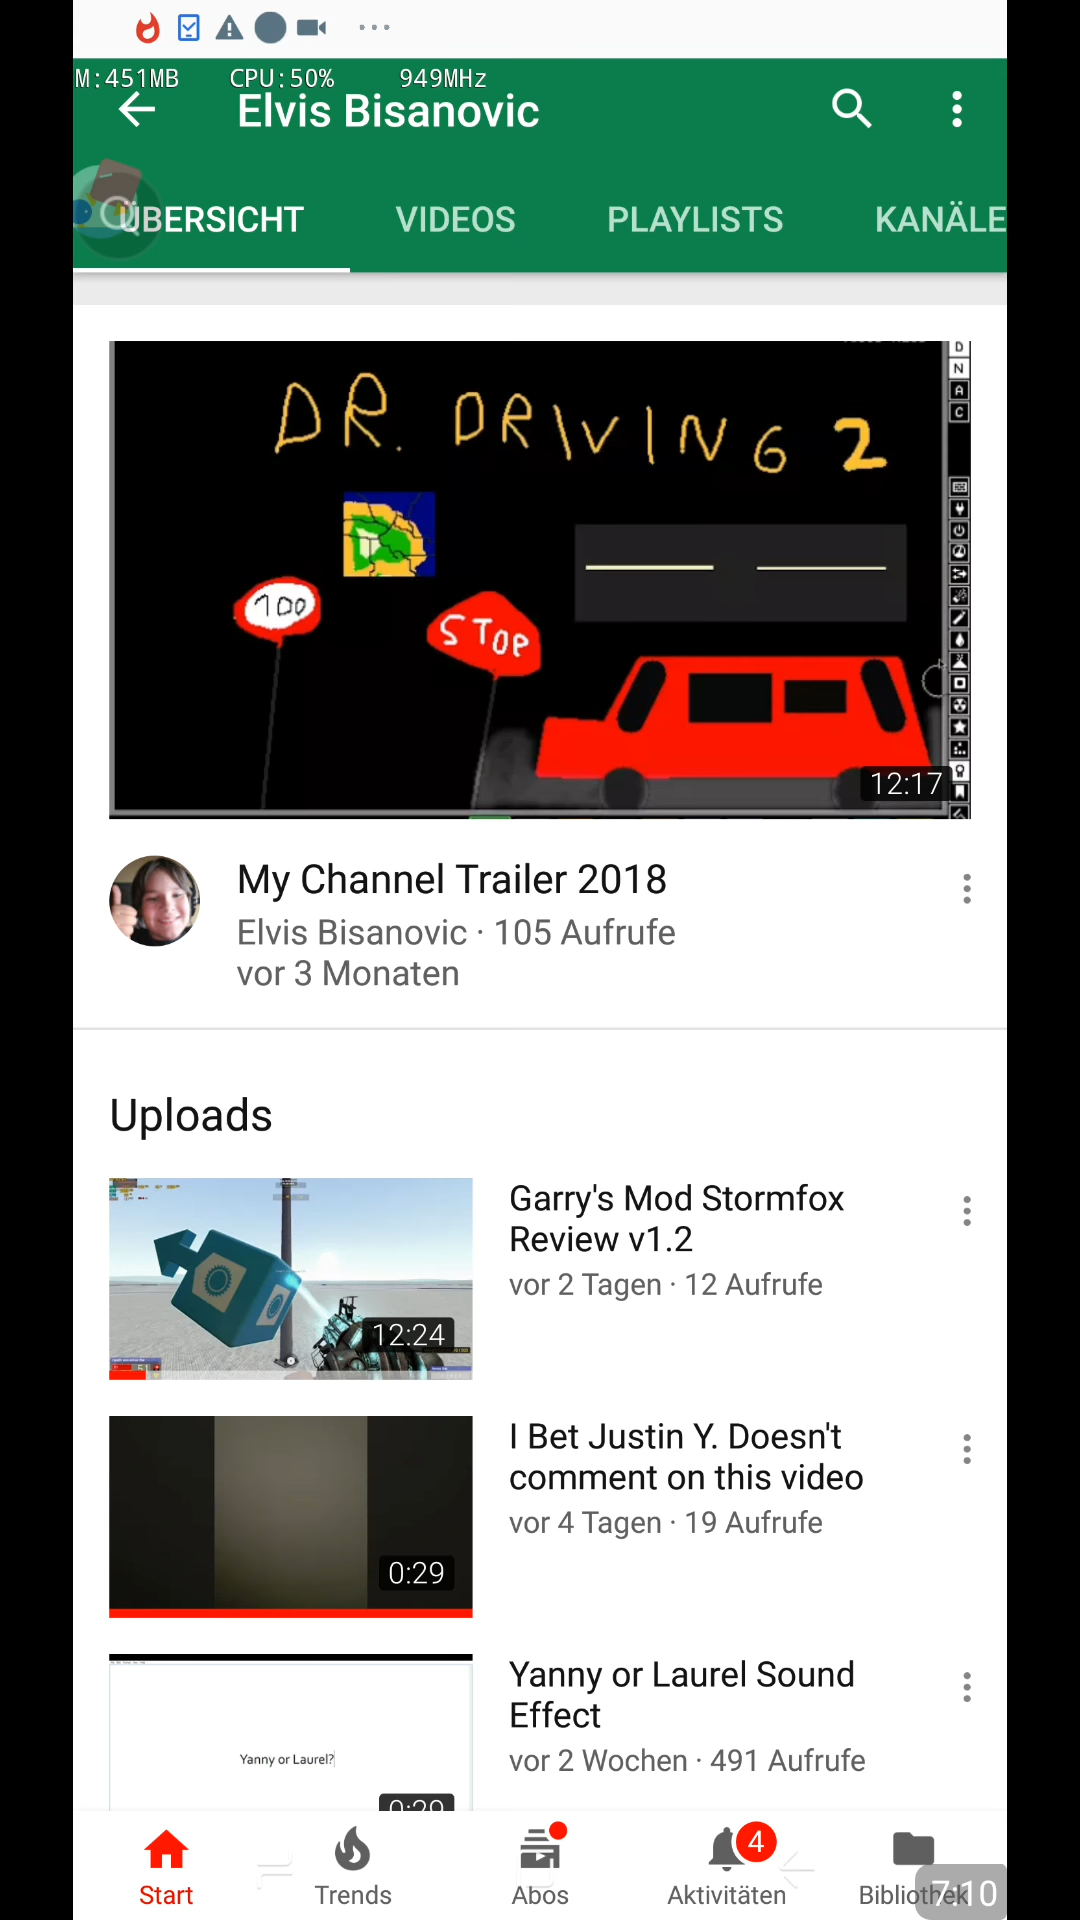 M:451MB CPU:50% 949MHz
Elvis Bisanovic
ÜBERSICHT VIDEOS PLAYLISTS KANÄLE
DR. DRIVING 2
D
N
A
C
100
STOP
12:17
My Channel Trailer 2018
Elvis Bisanovic · 105 Aufrufe
vor 3 Monaten
Uploads
Garry's Mod Stormfox
Review v1.2
vor 2 Tagen · 12 Aufrufe
12:24
I Bet Justin Y. Doesn't
comment on this video
vor 4 Tagen · 19 Aufrufe
0:29
Yanny or Laurel Sound
Effect
vor 2 Wochen · 491 Aufrufe
Yanny or Laurel?
4
Start Trends Abos Aktivitäten Bibliothek
7:10